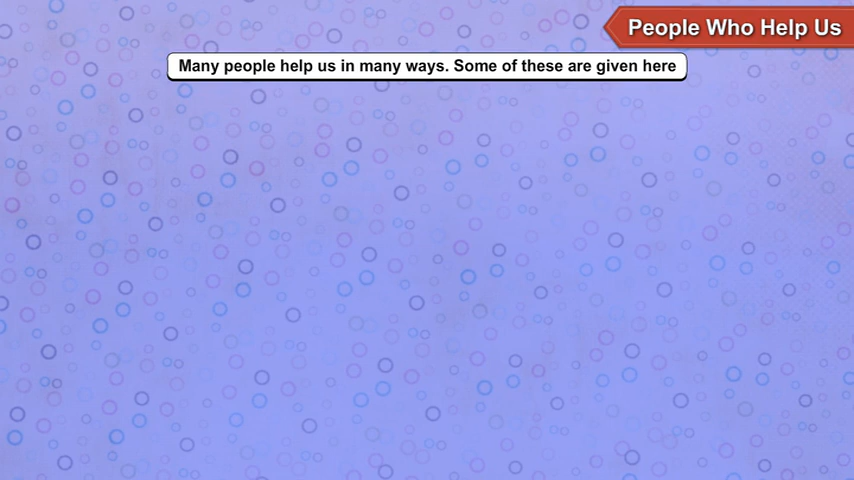 People Who Help Us
Many people help us in many ways. Some of these are given here